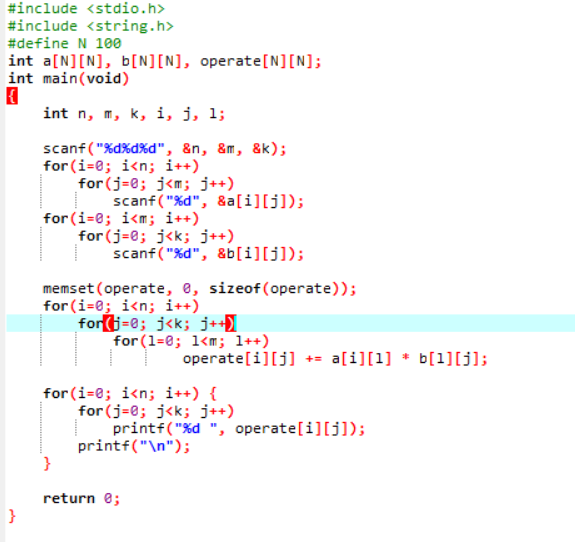 #include <stdio.h>
#include <string.h>
#define N 100
int a[N][N], b[N][N], operate[N][N];
int main(void)
{
    int n, m, k, i, j, l;

    scanf("%d%d%d", &n, &m, &k);
    for(i=0; i<n; i++)
        for(j=0; j<m; j++)
            scanf("%d", &a[i][j]);
    for(i=0; i<m; i++)
        for(j=0; j<k; j++)
            scanf("%d", &b[i][j]);

    memset(operate, 0, sizeof(operate));
    for(i=0; i<n; i++)
        for(j=0; j<k; j++)
            for(l=0; l<m; l++)
                    operate[i][j] += a[i][l] * b[l][j];

    for(i=0; i<n; i++) {
        for(j=0; j<k; j++)
            printf("%d ", operate[i][j]);
        printf("\n");
    }

    return 0;
}